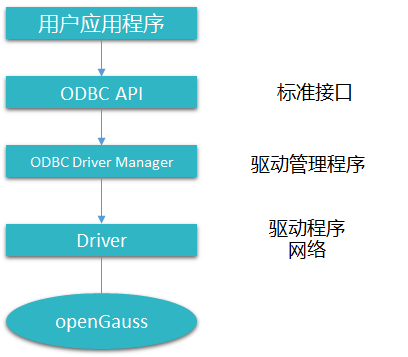 用户应用程序
ODBC API
标准接口
ODBC Driver Manager
驱动管理程序
Driver
驱动程序
网络
openGauss